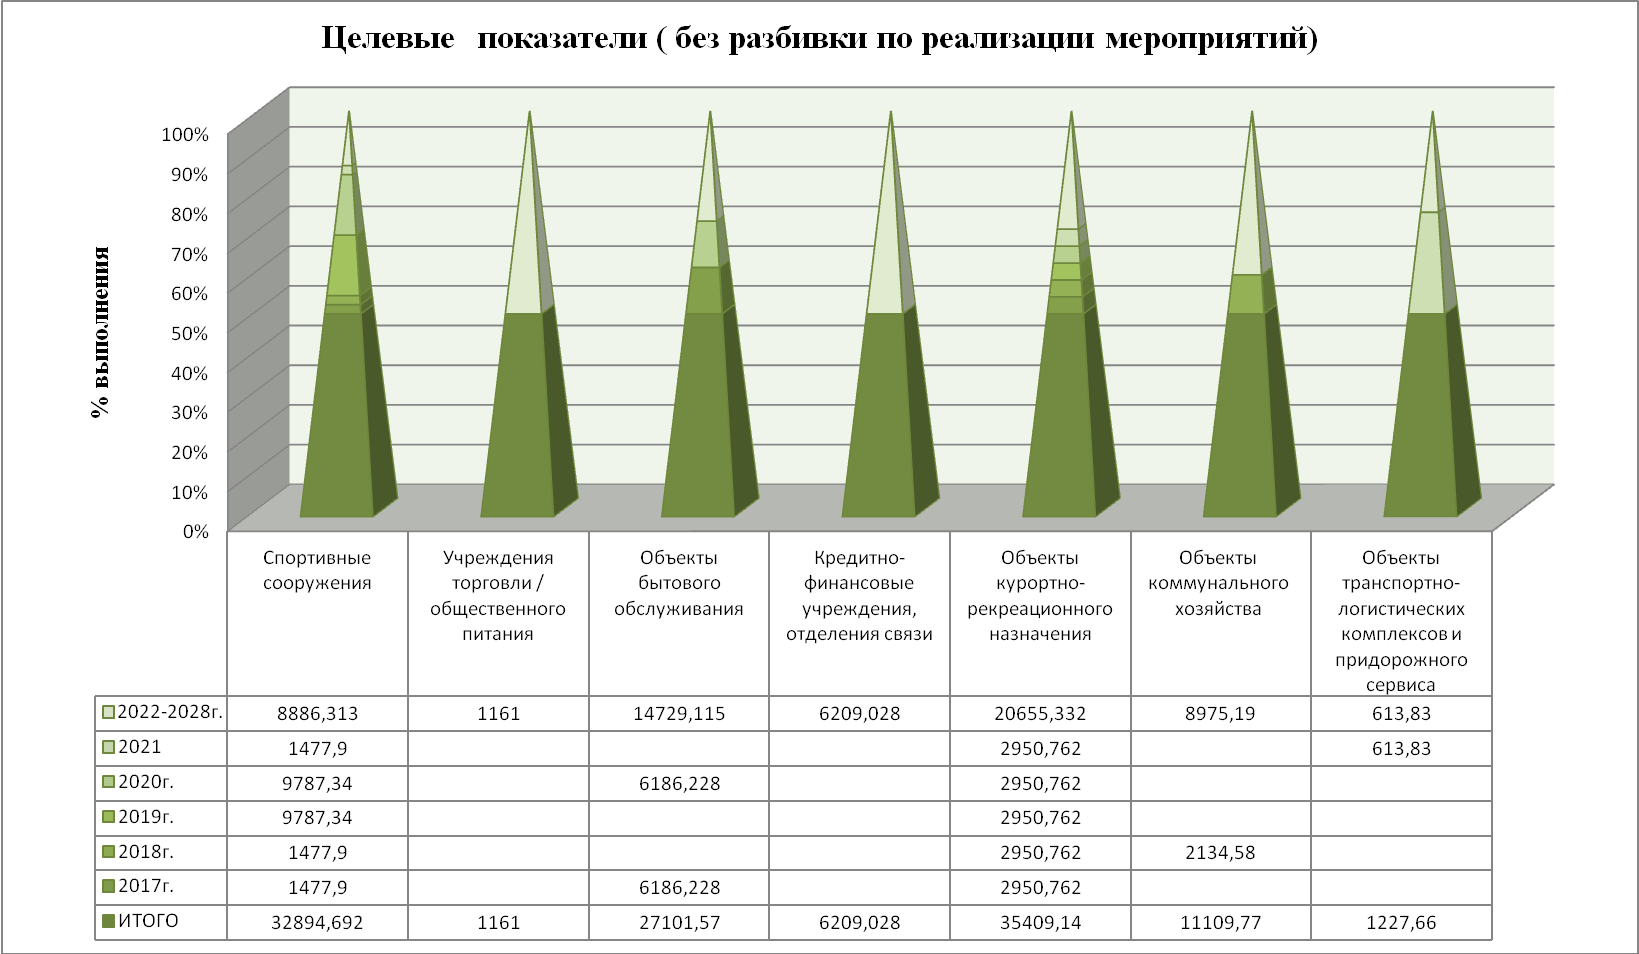 Целевые показатели ( без разбивки по реализации мероприятий)
% выполнения
100%
90%
80%
70%
60%
50%
40%
30%
20%
10%
0%
Спортивные
сооружения
Учреждения
торговли /
общественного
питания
Объекты
бытового
обслуживания
Кредитно-
финансовые
учреждения,
отделения связи
Объекты
курортно-
рекреационного
назначения
Объекты
коммунального
хозяйства
Объекты
транспортно-
логистических
комплексов и
придорожного
сервиса
2022-2028г. 8886,313 1161 14729,115 6209,028 20655,332 8975,19 613,83
2021 1477,9 2950,762 613,83
2020г. 9787,34 6186,228 2950,762
2019г. 9787,34 2950,762
2018г. 1477,9 2950,762 2134,58
2017г. 1477,9 6186,228 2950,762
ИТОГО 32894,692 1161 27101,57 6209,028 35409,14 11109,77 1227,66